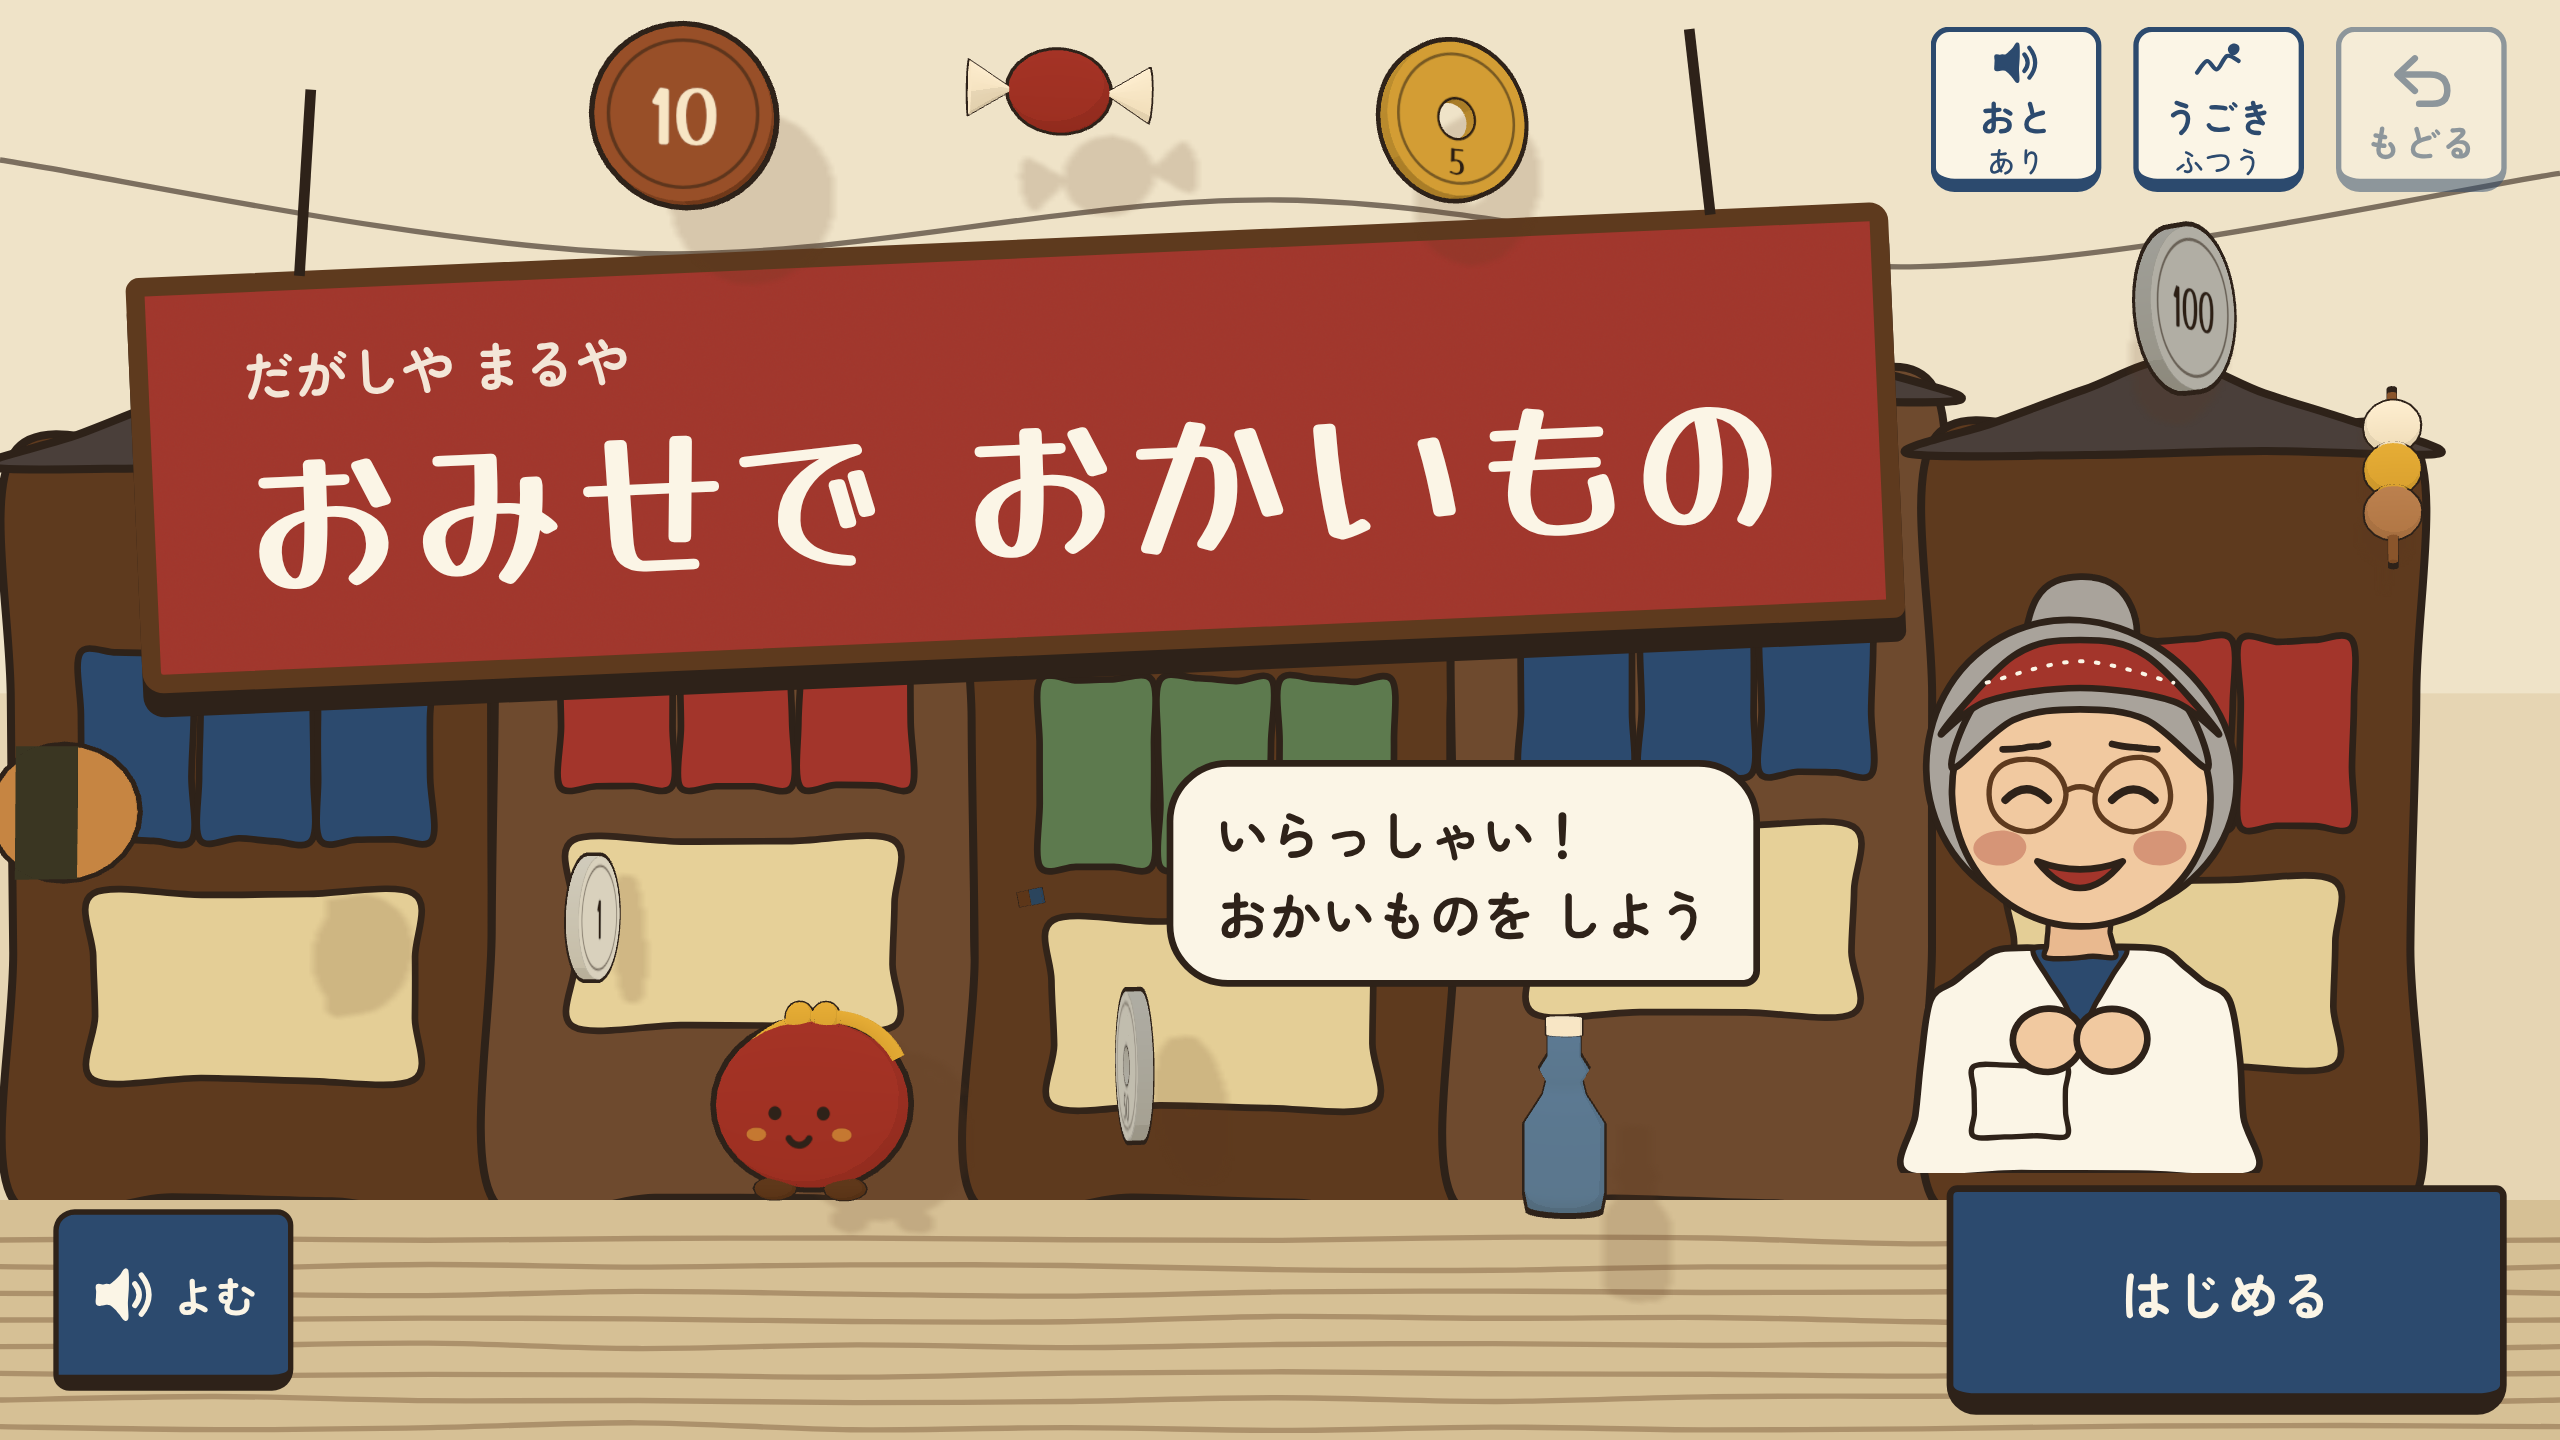 10
5
おと
あり
うごき
ふつう
もどる
100
だがしや まるや
おみせで おかいもの
いらっしゃい！
おかいものを しよう
1
よむ
はじめる